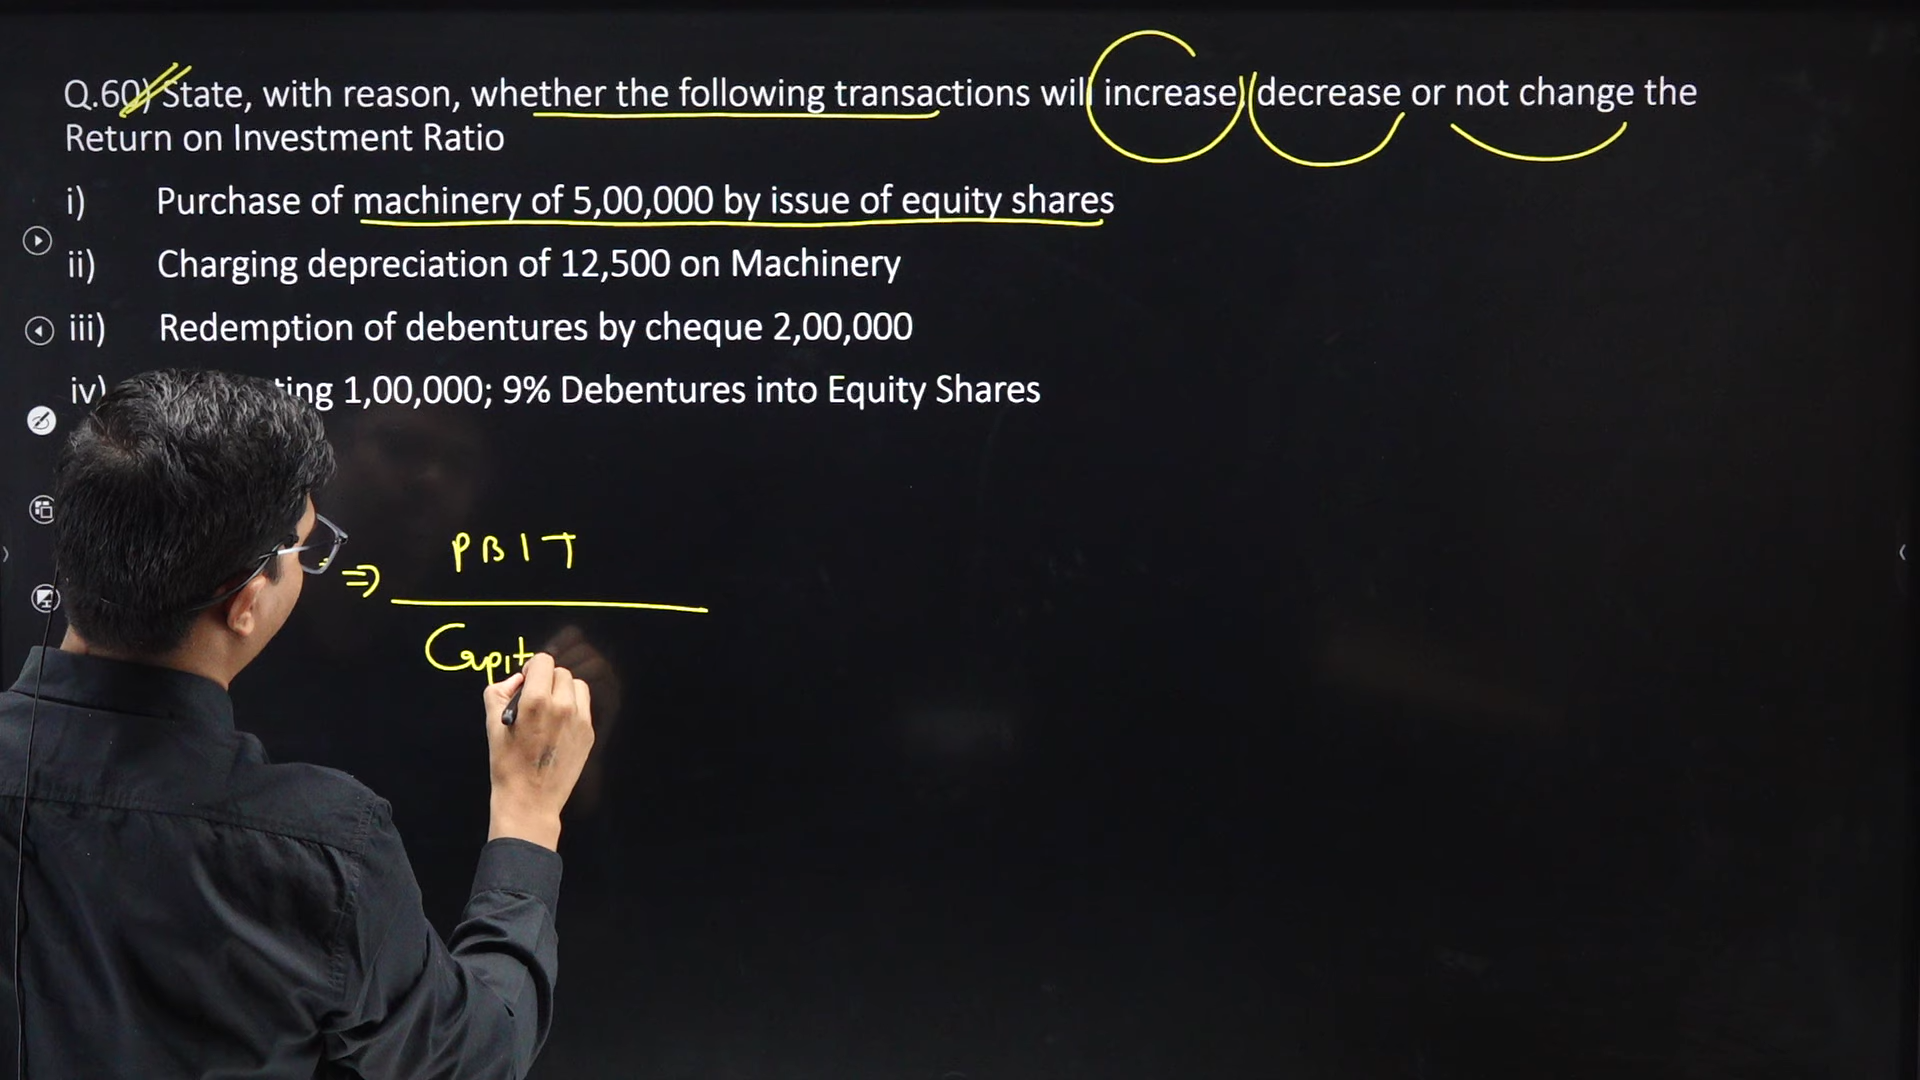 Q.60) State, with reason, whether the following transactions will increase, decrease or not change the
Return on Investment Ratio
i) Purchase of machinery of 5,00,000 by issue of equity shares
ii) Charging depreciation of 12,500 on Machinery
iii) Redemption of debentures by cheque 2,00,000
iv) 1,00,000; 9% Debentures into Equity Shares
⇒ PBIT
Capit